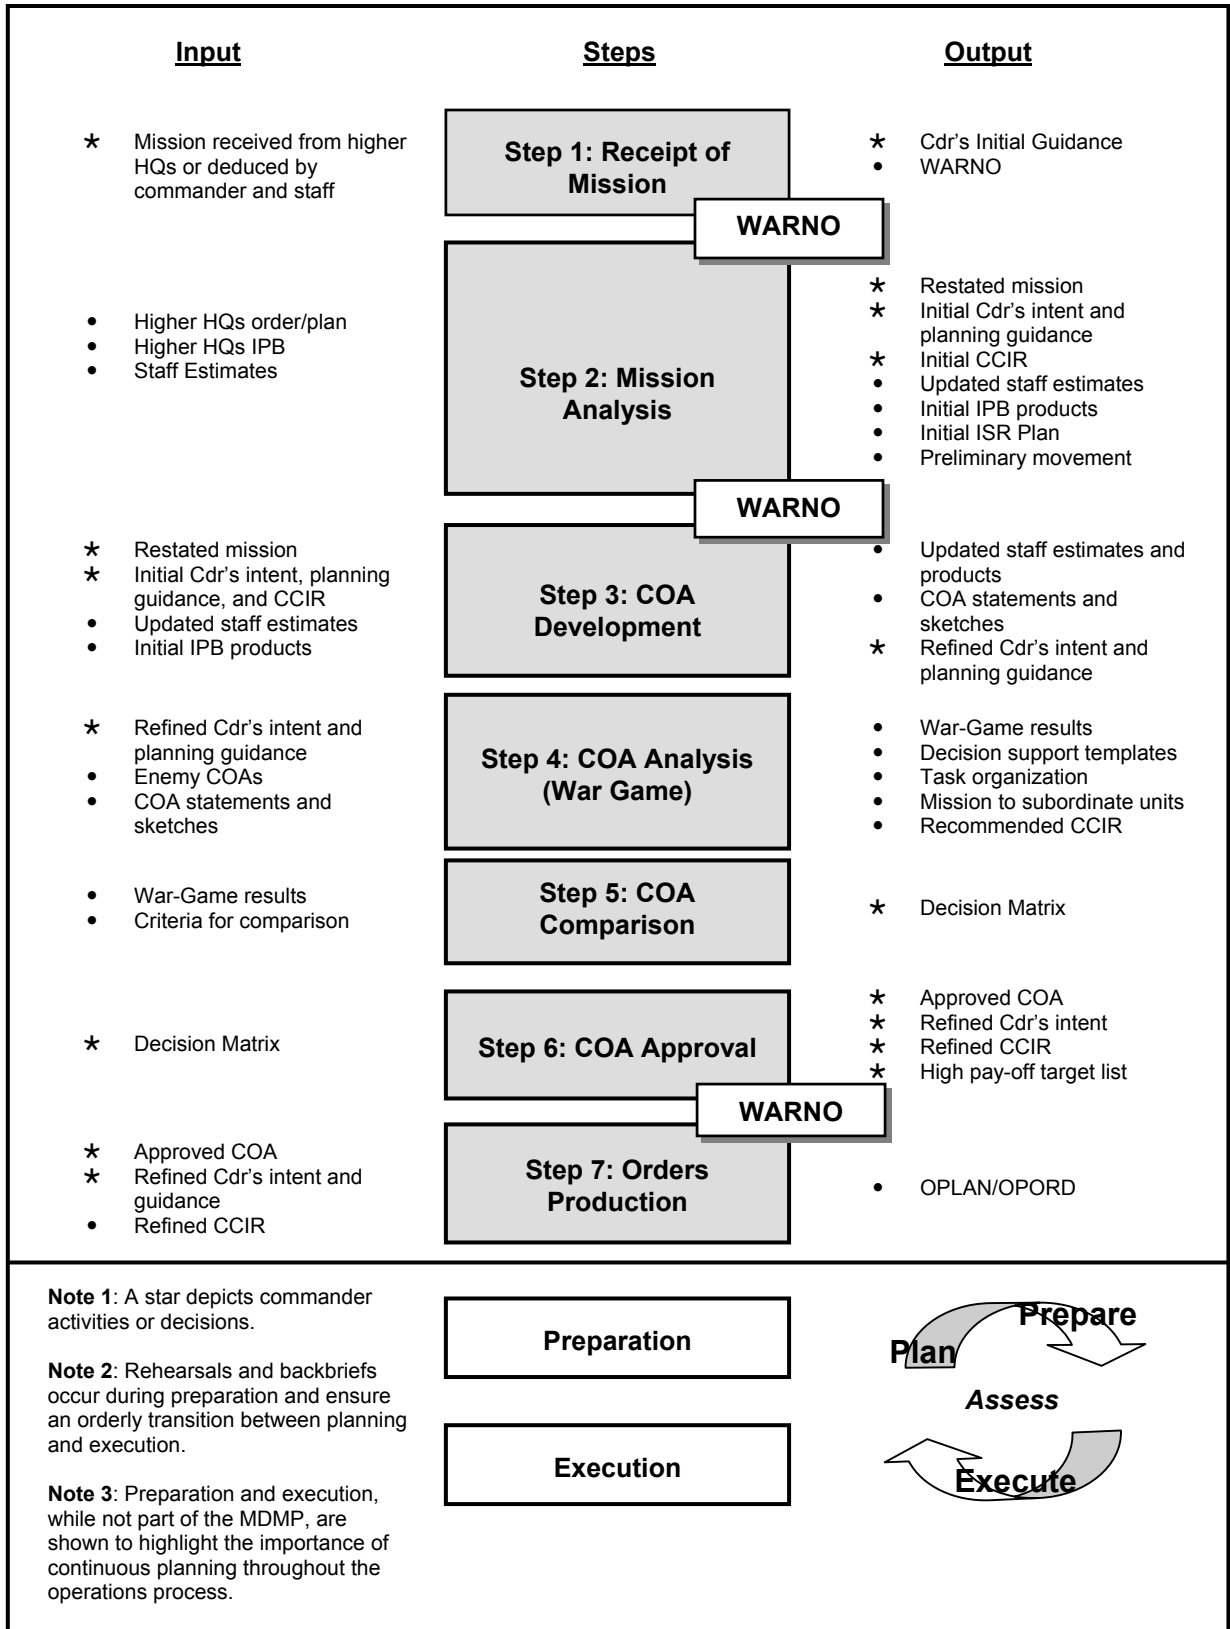 Input
Steps
Output
★ Mission received from higher
HQs or deduced by
commander and staff
Step 1: Receipt of
Mission
★ Cdr's Initial Guidance
• WARNO
WARNO
• Higher HQs order/plan
• Higher HQs IPB
• Staff Estimates
Step 2: Mission
Analysis
★ Restated mission
★ Initial Cdr's intent and
planning guidance
★ Initial CCIR
• Updated staff estimates
• Initial IPB products
• Initial ISR Plan
• Preliminary movement
WARNO
★ Restated mission
★ Initial Cdr's intent, planning
guidance, and CCIR
• Updated staff estimates
• Initial IPB products
Step 3: COA
Development
• Updated staff estimates and
products
• COA statements and
sketches
★ Refined Cdr's intent and
planning guidance
★ Refined Cdr's intent and
planning guidance
• Enemy COAs
• COA statements and
sketches
Step 4: COA Analysis
(War Game)
• War-Game results
• Decision support templates
• Task organization
• Mission to subordinate units
• Recommended CCIR
• War-Game results
• Criteria for comparison
Step 5: COA
Comparison
★ Decision Matrix
★ Decision Matrix
Step 6: COA Approval
★ Approved COA
★ Refined Cdr's intent
★ Refined CCIR
★ High pay-off target list
WARNO
★ Approved COA
★ Refined Cdr's intent and
guidance
• Refined CCIR
Step 7: Orders
Production
• OPLAN/OPORD
Note 1: A star depicts commander
activities or decisions.
Note 2: Rehearsals and backbriefs
occur during preparation and ensure
an orderly transition between planning
and execution.
Note 3: Preparation and execution,
while not part of the MDMP, are
shown to highlight the importance of
continuous planning throughout the
operations process.
Preparation
Execution
Plan
Prepare
Assess
Execute